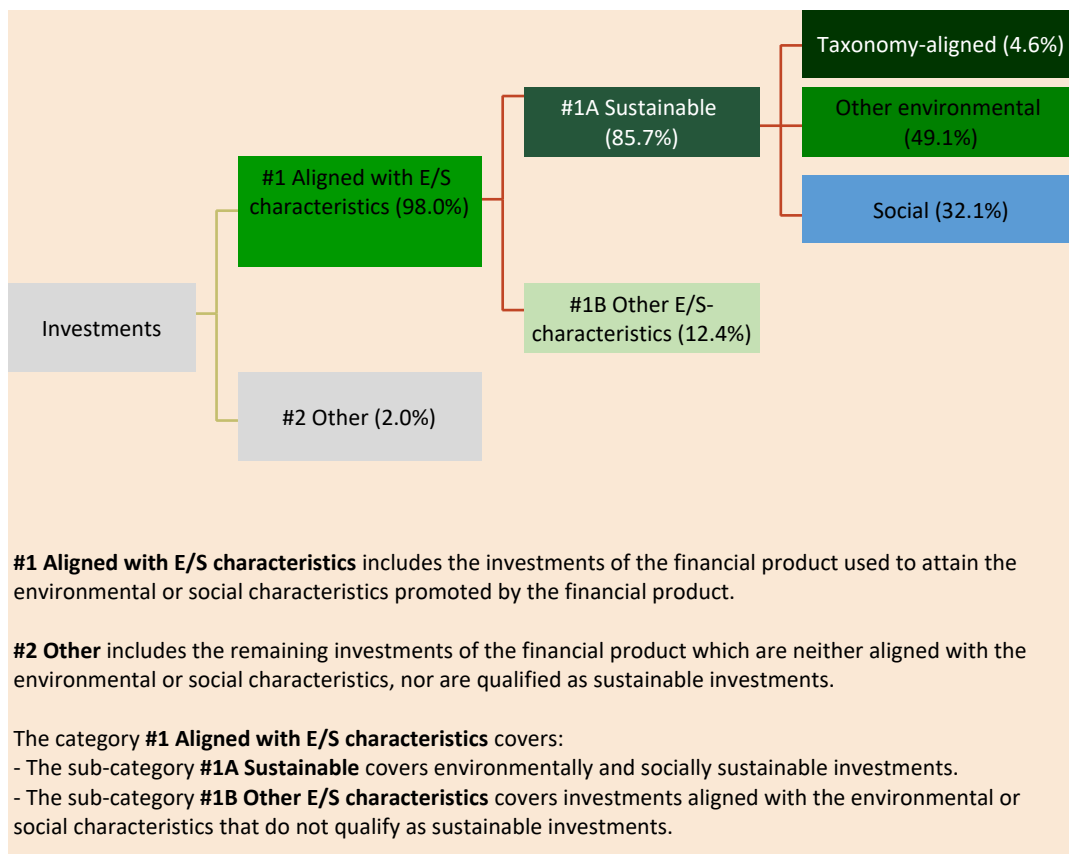 Taxonomy-aligned (4.6%)
#1A Sustainable
(85.7%)
Other environmental
(49.1%)
#1 Aligned with E/S
characteristics (98.0%)
Social (32.1%)
#1B Other E/S-
characteristics (12.4%)
Investments
#2 Other (2.0%)
#1 Aligned with E/S characteristics includes the investments of the financial product used to attain the
environmental or social characteristics promoted by the financial product.
#2 Other includes the remaining investments of the financial product which are neither aligned with the
environmental or social characteristics, nor are qualified as sustainable investments.
The category #1 Aligned with E/S characteristics covers:
- The sub-category #1A Sustainable covers environmentally and socially sustainable investments.
- The sub-category #1B Other E/S characteristics covers investments aligned with the environmental or
social characteristics that do not qualify as sustainable investments.